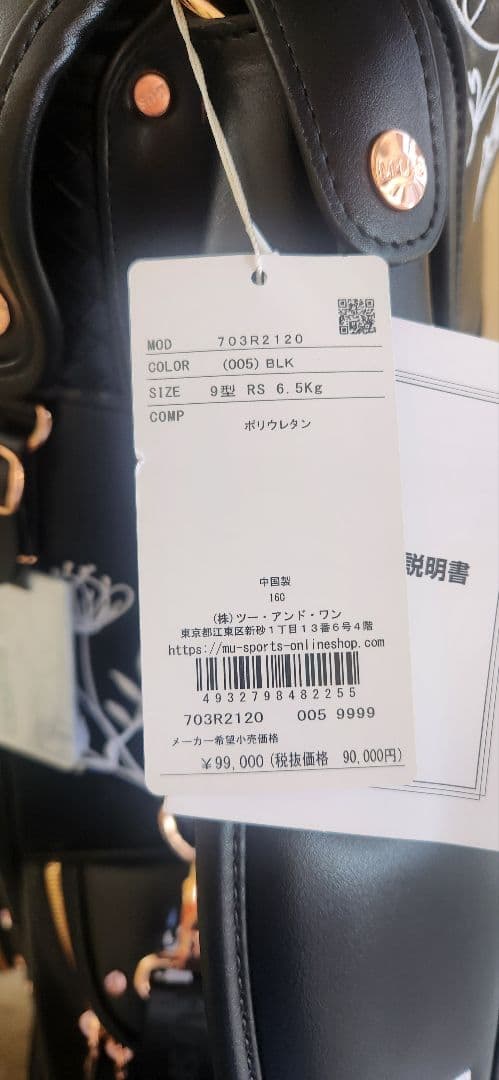 MOD 703R2120
COLOR (005) BLK
SIZE 9型 RS 6.5Kg
COMP
ポリウレタン
中国製
160
(株)ツー・アンド・ワン
東京都江東区新砂1丁目13番6号4階
https://mu-sports-onlineshop.com
4932798482255
703R2120 005 9999
メーカー希望小売価格
¥99,000 (税抜価格 90,000円)
説明書